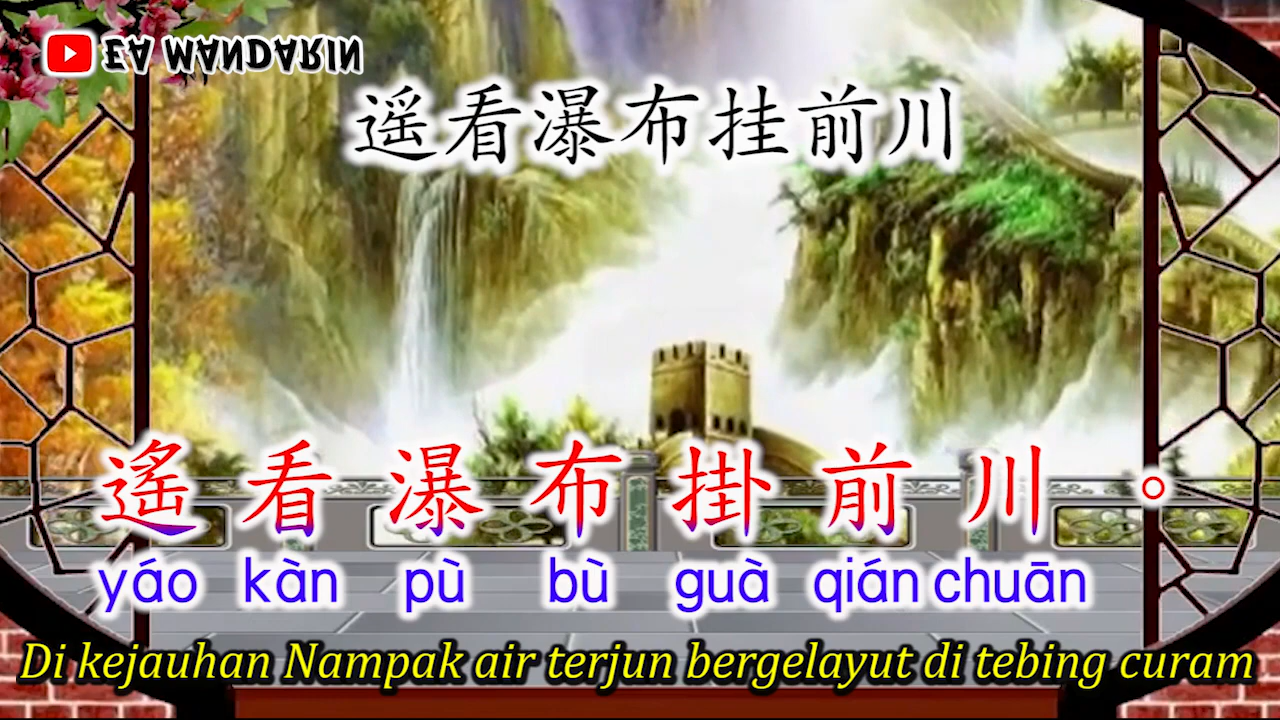 EA MANDARIN
遥看瀑布挂前川
遙看瀑布掛前川。
yáo kàn pù bù guà qián chuān
Di kejauhan Nampak air terjun bergelayut di tebing curam